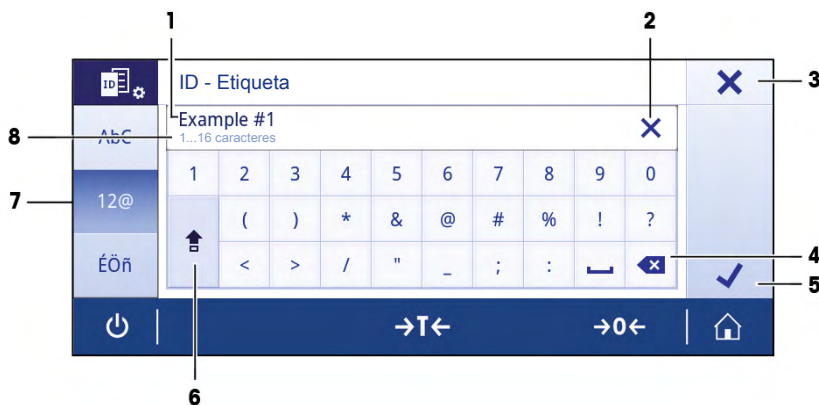 1
2
ID
ID - Etiqueta
3
Example #1
8
AbC
1...16 caracteres
1 2 3 4 5 6 7 8 9 0
7
12@
( ) * & @ # % ! ?
ÉÖñ
< > / " _ ; :
4
5
→T←
→0←
6